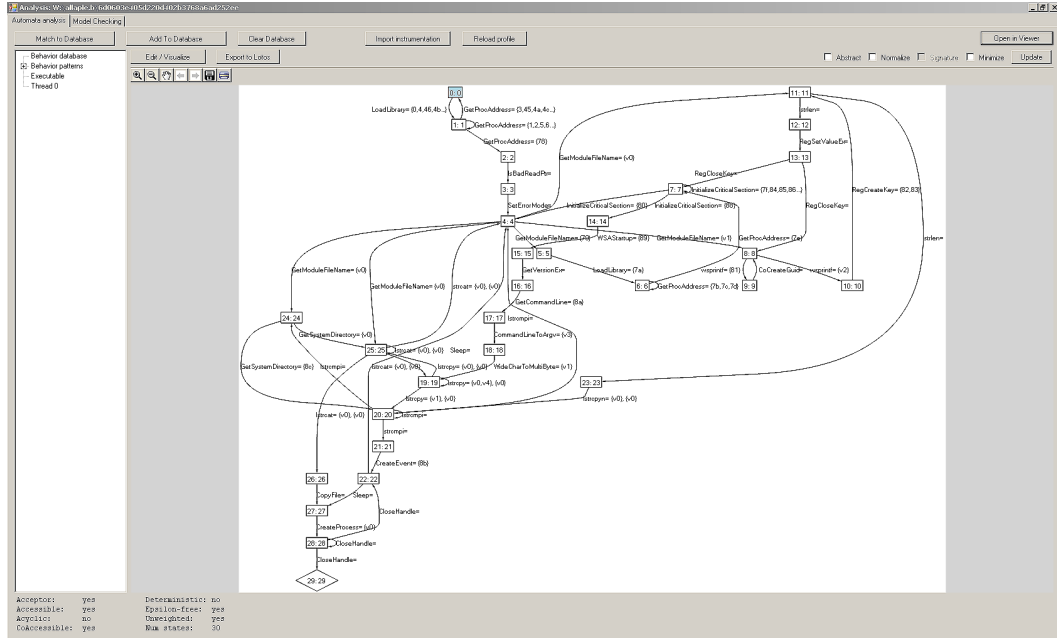 Analysis: W:
Automata analysis
Model Checking
Match to Database
Add To Database
Clear Database
Import instrumentation
Reload profile
Open in Viewer
Behavior database
Behavior patterns
Executable
Thread 0
Edit / Visualize
Export to Lotos
Abstract
Normalize
Signature
Minimize
Update
0: 0
11: 11
LoadLibrary= {0,4,46,4b...}
GetProcAddress= {3,45,4a,4c...}
strlen=
1: 1
GetProcAddress= {1,2,5,6...}
12: 12
GetProcAddress= {78}
2: 2
GetModuleFileName= {v0}
13: 13
IsBadReadPtr=
RegCloseKey=
3: 3
7: 7
InitializeCriticalSection= {7f,84,85,86...}
RegCreateKey= {82,83}
SetErrorMode=
InitializeCriticalSection= {80}
InitializeCriticalSection= {88}
RegCloseKey=
4: 4
14: 14
WSAStartup= {89}
GetModuleFileName= {v1}
GetProcAddress= {7e}
strlen=
15: 15
5: 5
8: 8
GetModuleFileName= {v0}
GetVersionEx=
LoadLibrary= {7a}
wsprintf= {81}
CoCreateGuid=
wsprintf= {v2}
GetModuleFileName= {v0}
strcat= {v0}, {v0}
16: 16
6: 6
GetProcAddress= {7b,7c,7d}
9: 9
10: 10
GetCommandLine= {8a}
24: 24
17: 17
lstrcmpi=
GetSystemDirectory= {v0}
CommandLineToArgv= {v3}
25: 25
lstrcat= {v0}, {v0}
Sleep=
18: 18
GetSystemDirectory= {8c}
lstrcmpi=
lstrcat= {v0}, {v0}
lstrcpy= {v0}, {v0}
WideCharToMultiByte= {v1}
19: 19
lstrcpy= {v0,v4}, {v0}
23: 23
lstrcpy= {v1}, {v0}
lstrcpyn= {v0}, {v0}
lstrcat= {v0}, {v0}
20: 20
lstrcmpi=
lstrcmpi=
21: 21
CreateEvent= {8b}
26: 26
22: 22
CopyFile=
Sleep=
27: 27
CloseHandle=
CreateProcess= {v0}
28: 28
CloseHandle=
CloseHandle=
29: 29
Acceptor: yes
Deterministic: no
Accessible: yes
Epsilon-free: yes
Acyclic: no
Unweighted: yes
CoAccessible: yes
Num states: 30